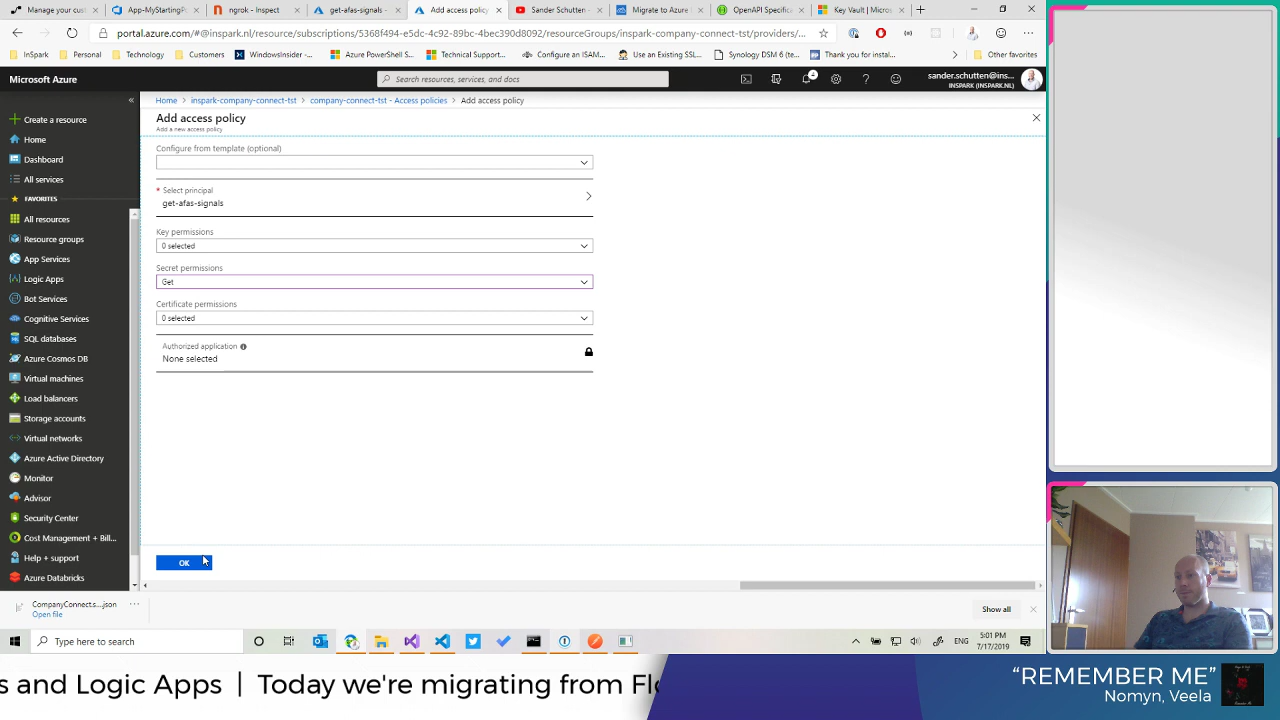 Manage your cust
App-MyStartingPo
ngrok - Inspect
get-afas-signals -
Add access policy
Sander Schutten -
Migrate to Azure
OpenAPI Specifica
Key Vault | Micros
portal.azure.com/#@inspark.nl/resource/subscriptions/5368f494-e5dc-4c92-89bc-4bec390d8092/resourceGroups/inspark-company-connect-tst/providers/...
InSpark
Personal
Technology
Customers
WindowsInsider -...
Azure PowerShell...
Technical Support...
Configure an ISAM...
Use an Existing SSL...
Synology DSM 6 (te...
Other favorites
Microsoft Azure
Search resources, services, and docs
4
sander.schutten@ins...
INSPARK (INSPARK.NL)
Home
inspark-company-connect-tst
company-connect-tst - Access policies
Add access policy
Add access policy
Add a new access policy
Create a resource
Home
Dashboard
All services
FAVORITES
All resources
Resource groups
App Services
Logic Apps
Bot Services
Cognitive Services
SQL databases
Azure Cosmos DB
Virtual machines
Load balancers
Storage accounts
Virtual networks
Azure Active Directory
Monitor
Advisor
Security Center
Cost Management + Bill...
Help + support
Azure Databricks
Configure from template (optional)
* Select principal
get-afas-signals
Key permissions
0 selected
Secret permissions
Get
Certificate permissions
0 selected
Authorized application
None selected
OK
CompanyConnect.s....json
Open file
Show all
Type here to search
ENG
5:01 PM
7/17/2019
s and Logic Apps | Today we're migrating from Flo
"REMEMBER ME"
Nomyn, Veela